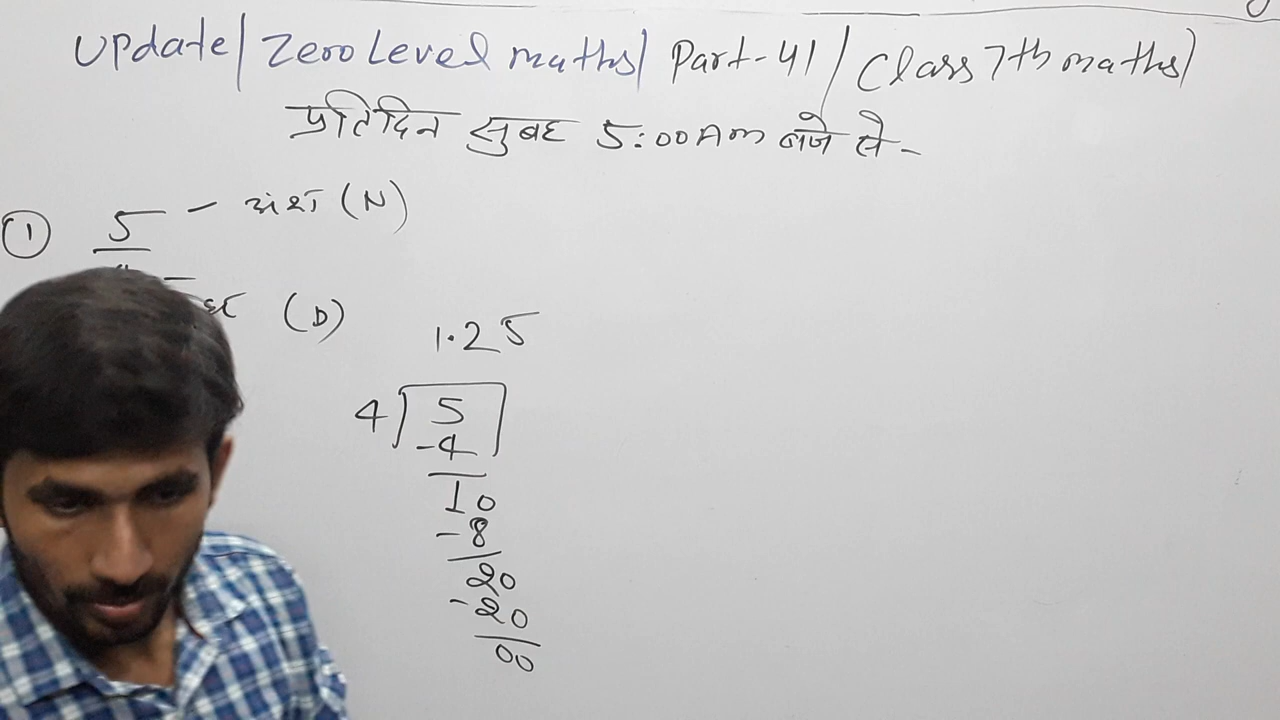 Update/ Zero Level maths/ Part-41/ Class 7th maths/
प्रतिदिन सुबह 5:00 Am बजे से-
① 5 - अंश (N)
(D)
1.25
4) 5
-4
10
-8
20
-20
00